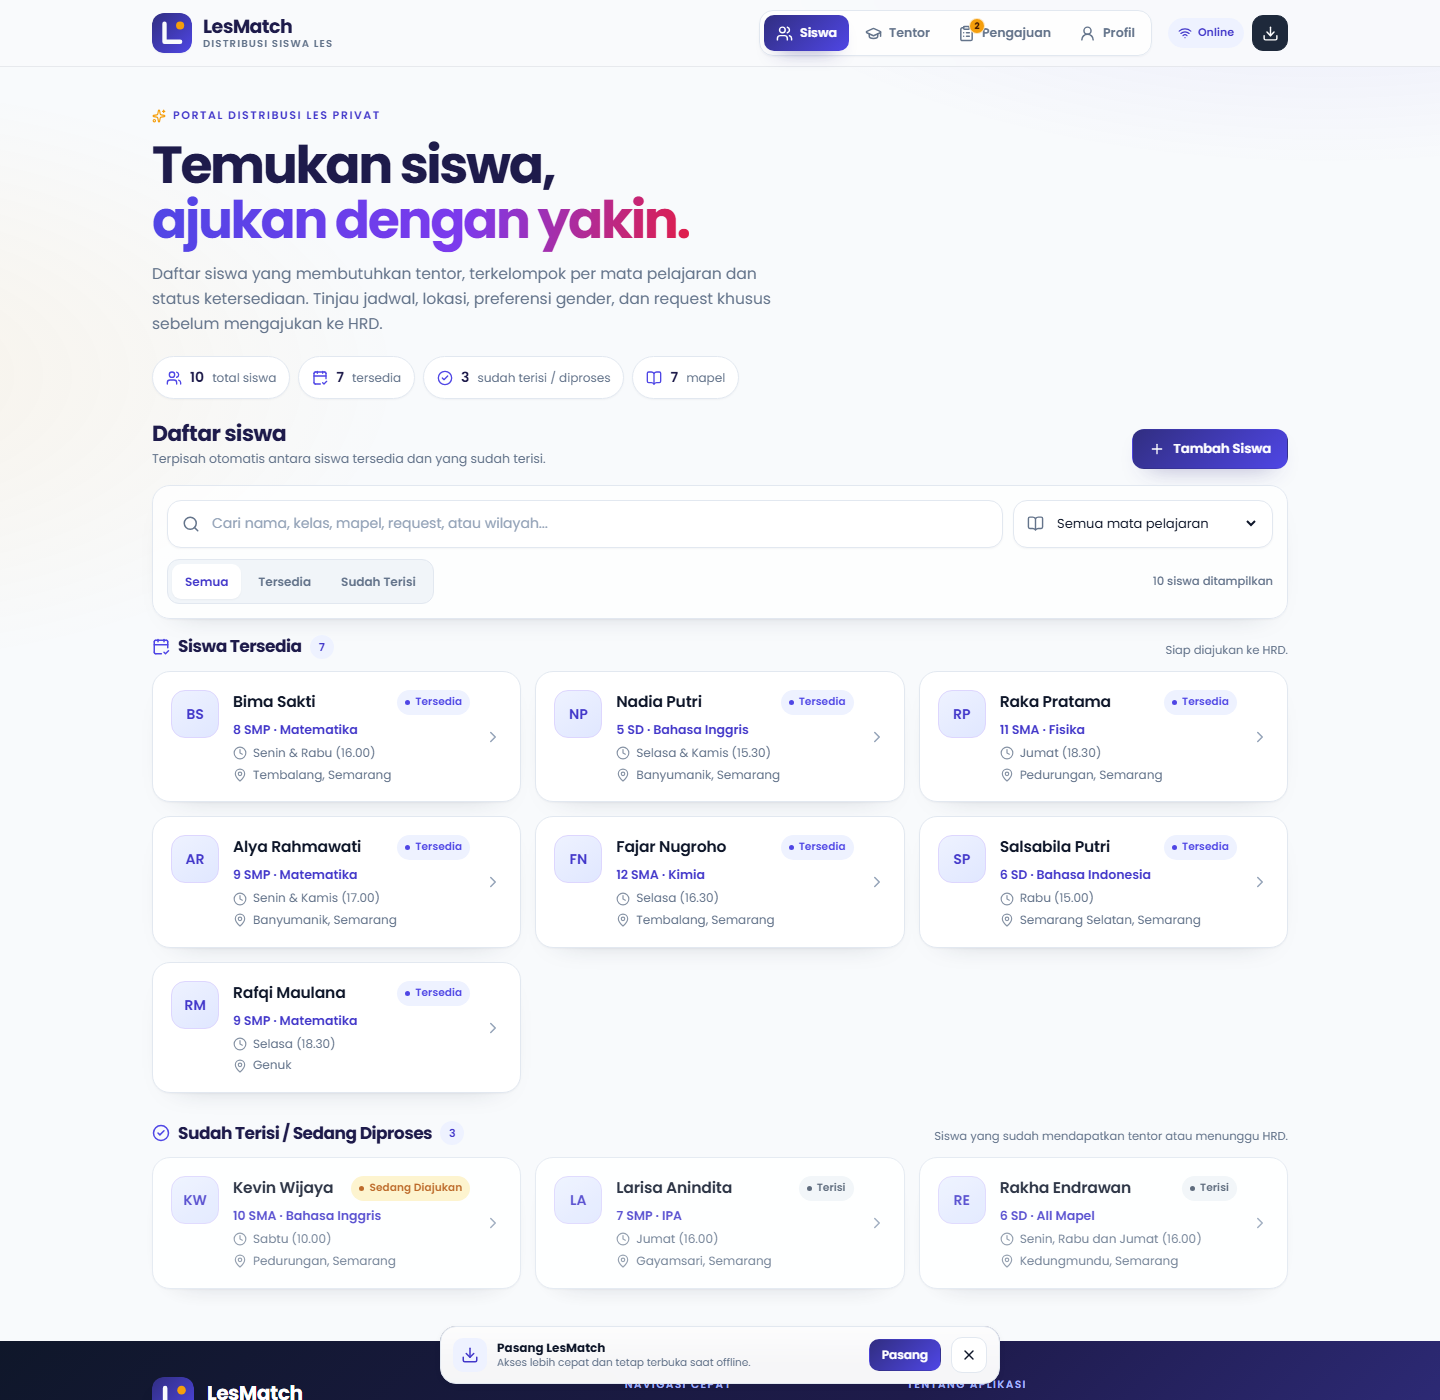 LesMatch
DISTRIBUSI SISWA LES
Siswa
Tentor
2
Pengajuan
Profil
Online
PORTAL DISTRIBUSI LES PRIVAT
Temukan siswa,
ajukan dengan yakin.
Daftar siswa yang membutuhkan tentor, terkelompok per mata pelajaran dan
status ketersediaan. Tinjau jadwal, lokasi, preferensi gender, dan request khusus
sebelum mengajukan ke HRD.
10 total siswa
7 tersedia
3 sudah terisi / diproses
7 mapel
Daftar siswa
Terpisah otomatis antara siswa tersedia dan yang sudah terisi.
Tambah Siswa
Cari nama, kelas, mapel, request, atau wilayah...
Semua mata pelajaran
Semua
Tersedia
Sudah Terisi
10 siswa ditampilkan
Siswa Tersedia 7
Siap diajukan ke HRD.
BS
Bima Sakti
Tersedia
8 SMP · Matematika
Senin & Rabu (16.00)
Tembalang, Semarang
NP
Nadia Putri
Tersedia
5 SD · Bahasa Inggris
Selasa & Kamis (15.30)
Banyumanik, Semarang
RP
Raka Pratama
Tersedia
11 SMA · Fisika
Jumat (18.30)
Pedurungan, Semarang
AR
Alya Rahmawati
Tersedia
9 SMP · Matematika
Senin & Kamis (17.00)
Banyumanik, Semarang
FN
Fajar Nugroho
Tersedia
12 SMA · Kimia
Selasa (16.30)
Tembalang, Semarang
SP
Salsabila Putri
Tersedia
6 SD · Bahasa Indonesia
Rabu (15.00)
Semarang Selatan, Semarang
RM
Rafqi Maulana
Tersedia
9 SMP · Matematika
Selasa (18.30)
Genuk
Sudah Terisi / Sedang Diproses 3
Siswa yang sudah mendapatkan tentor atau menunggu HRD.
KW
Kevin Wijaya
Sedang Diajukan
10 SMA · Bahasa Inggris
Sabtu (10.00)
Pedurungan, Semarang
LA
Larisa Anindita
Terisi
7 SMP · IPA
Jumat (16.00)
Gayamsari, Semarang
RE
Rakha Endrawan
Terisi
6 SD · All Mapel
Senin, Rabu dan Jumat (16.00)
Kedungmundu, Semarang
Pasang LesMatch
Akses lebih cepat dan tetap terbuka saat offline.
Pasang
LesMatch
NAVIGASI CEPAT
TENTANG APLIKASI